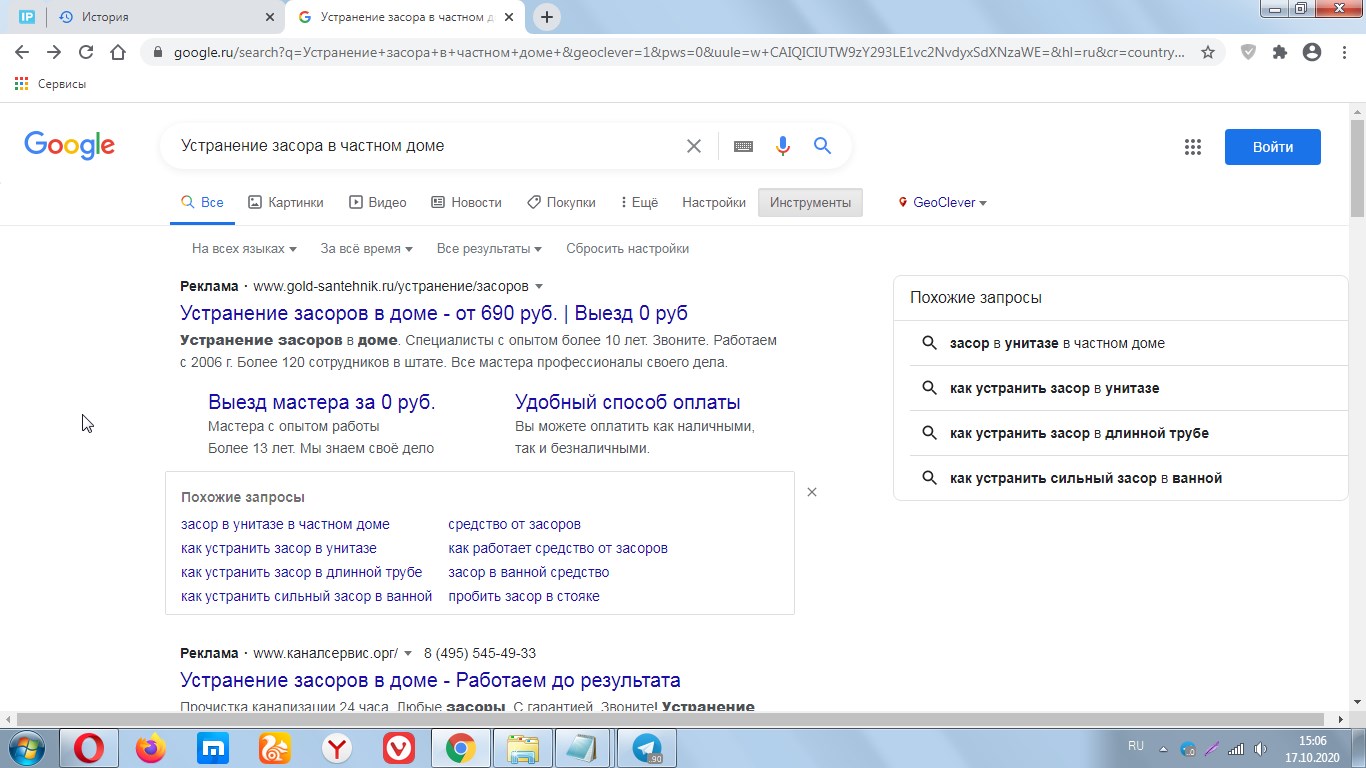 IP
История
Устранение засора в частном д
google.ru/search?q=Устранение+засора+в+частном+доме+&geoclever=1&pws=0&uule=w+CAIQICIUTW9zY293LE1vc2NvdyxSdXNzaWE=&hl=ru&cr=country...
Сервисы
Google
Устранение засора в частном доме
Войти
Все
Картинки
Видео
Новости
Покупки
Ещё
Настройки
Инструменты
GeoClever
На всех языках
За всё время
Все результаты
Сбросить настройки
Реклама · www.gold-santehnik.ru/устранение/засоров
Устранение засоров в доме - от 690 руб. | Выезд 0 руб
Устранение засоров в доме. Специалисты с опытом более 10 лет. Звоните. Работаем
с 2006 г. Более 120 сотрудников в штате. Все мастера профессионалы своего дела.
Выезд мастера за 0 руб.
Мастера с опытом работы
Более 13 лет. Мы знаем своё дело
Удобный способ оплаты
Вы можете оплатить как наличными,
так и безналичными.
Похожие запросы
засор в унитазе в частном доме
как устранить засор в унитазе
как устранить засор в длинной трубе
как устранить сильный засор в ванной
средство от засоров
как работает средство от засоров
засор в ванной средство
пробить засор в стояке
Реклама · www.каналсервис.орг/ 8 (495) 545-49-33
Устранение засоров в доме - Работаем до результата
Прочистка канализации 24 часа. Любые засоры. С гарантией. Звоните! Устранение
Похожие запросы
засор в унитазе в частном доме
как устранить засор в унитазе
как устранить засор в длинной трубе
как устранить сильный засор в ванной
90
RU
15:06
17.10.2020